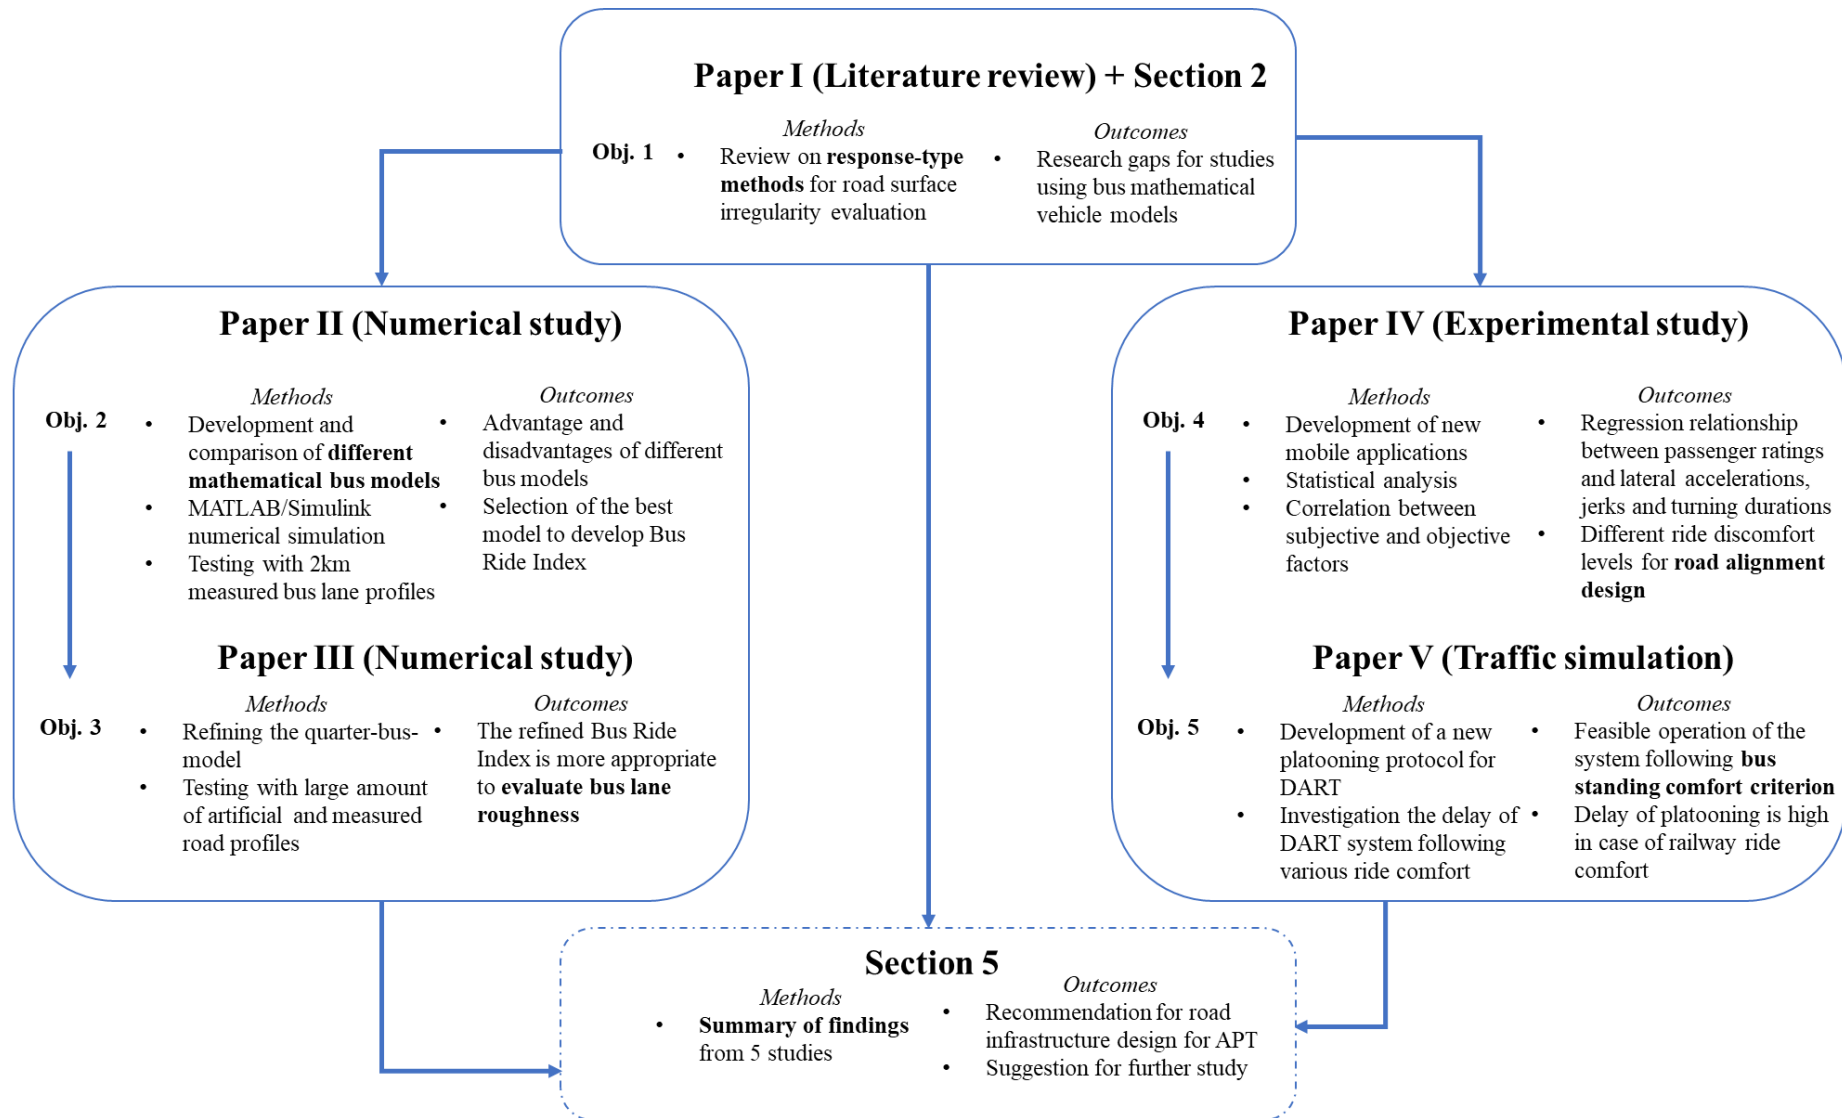 Paper I (Literature review) + Section 2
Obj. 1
Methods
• Review on response-type
methods for road surface
irregularity evaluation
Outcomes
• Research gaps for studies
using bus mathematical
vehicle models
Paper II (Numerical study)
Obj. 2
Methods
• Development and
comparison of different
mathematical bus models
• MATLAB/Simulink
numerical simulation
• Testing with 2km
measured bus lane profiles
Outcomes
• Advantage and
disadvantages of different
bus models
• Selection of the best
model to develop Bus
Ride Index
Paper III (Numerical study)
Obj. 3
Methods
• Refining the quarter-bus-
model
• Testing with large amount
of artificial and measured
road profiles
Outcomes
• The refined Bus Ride
Index is more appropriate
to evaluate bus lane
roughness
Paper IV (Experimental study)
Obj. 4
Methods
• Development of new
mobile applications
• Statistical analysis
• Correlation between
subjective and objective
factors
Outcomes
• Regression relationship
between passenger ratings
and lateral accelerations,
jerks and turning durations
• Different ride discomfort
levels for road alignment
design
Paper V (Traffic simulation)
Obj. 5
Methods
• Development of a new
platooning protocol for
DART
• Investigation the delay of
DART system following
various ride comfort
Outcomes
• Feasible operation of the
system following bus
standing comfort criterion
• Delay of platooning is high
in case of railway ride
comfort
Section 5
Methods
• Summary of findings
from 5 studies
Outcomes
• Recommendation for road
infrastructure design for APT
• Suggestion for further study